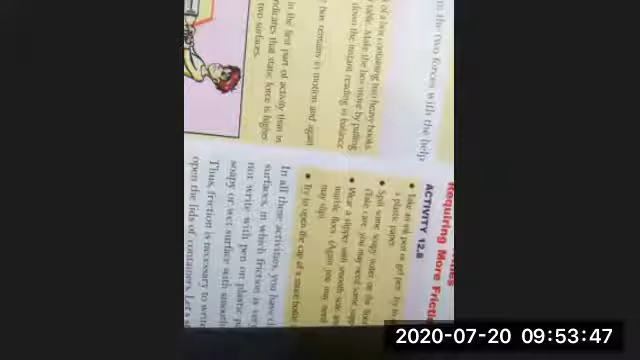 the two forces with the help
of a box containing two heavy books.
table. Make the box move by pulling
down the instant reading in balance
box remains in motion and again
in the first part of activity than in
indicates that static force is higher
two surfaces.
Requiring More
ACTIVITY 12.8
Take an ink pen or gel pen. Try to
a plastic paper.
Spill some soapy water on the floor
(Take care, you may need some
Wear a slipper with smooth sole and
marble floor. (Again you may need
may slip)
Try to open the cap of a sauce bottle
In all these activities, you have
surfaces, in which friction is very
not write with pen on plastic
soapy or wet surface with smooth
Thus, friction is necessary to write
open the lids of containers. Let's
2020-07-20 09:53:47